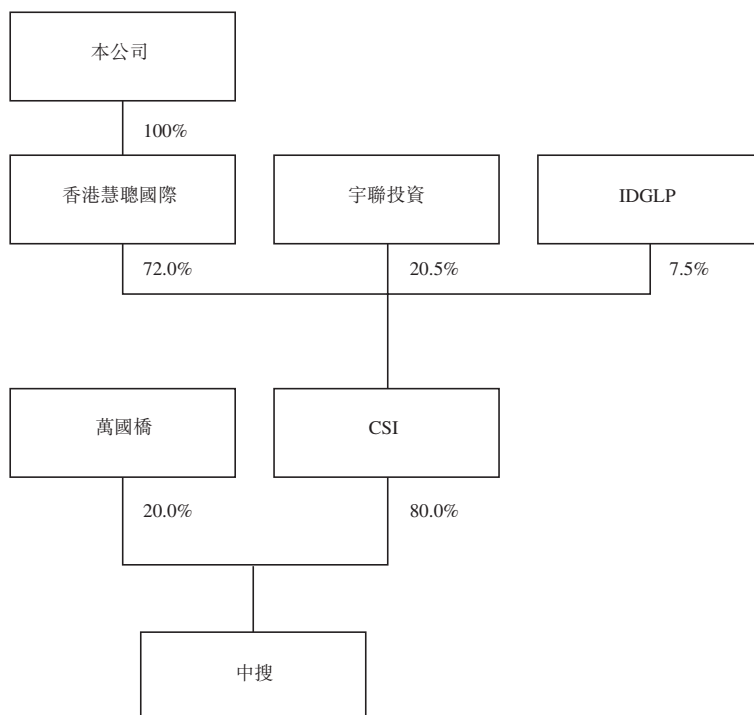 本公司
100%
香港慧聰國際
宇聯投資
IDGLP
72.0%
20.5%
7.5%
萬國橋
CSI
20.0%
80.0%
中搜